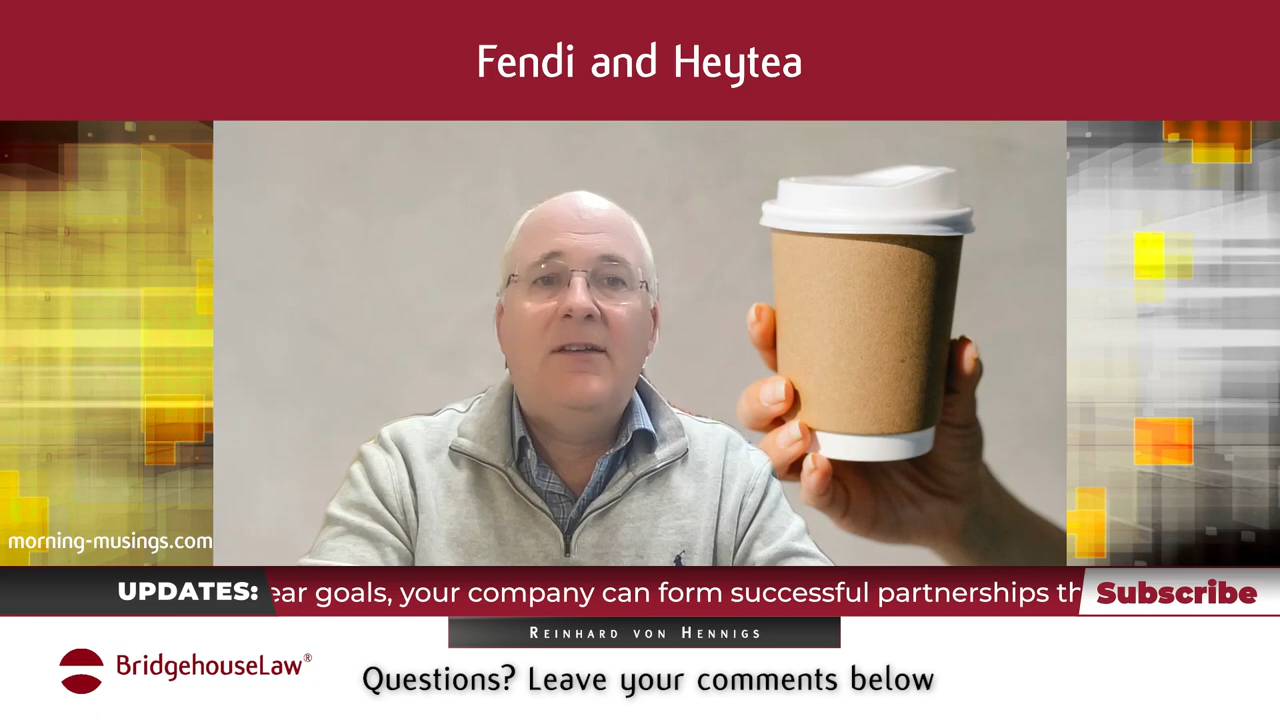 Fendi and Heytea
morning-musings.com
UPDATES: ear goals, your company can form successful partnerships th Subscribe
Reinhard von Hennigs
BridgehouseLaw®
Questions? Leave your comments below